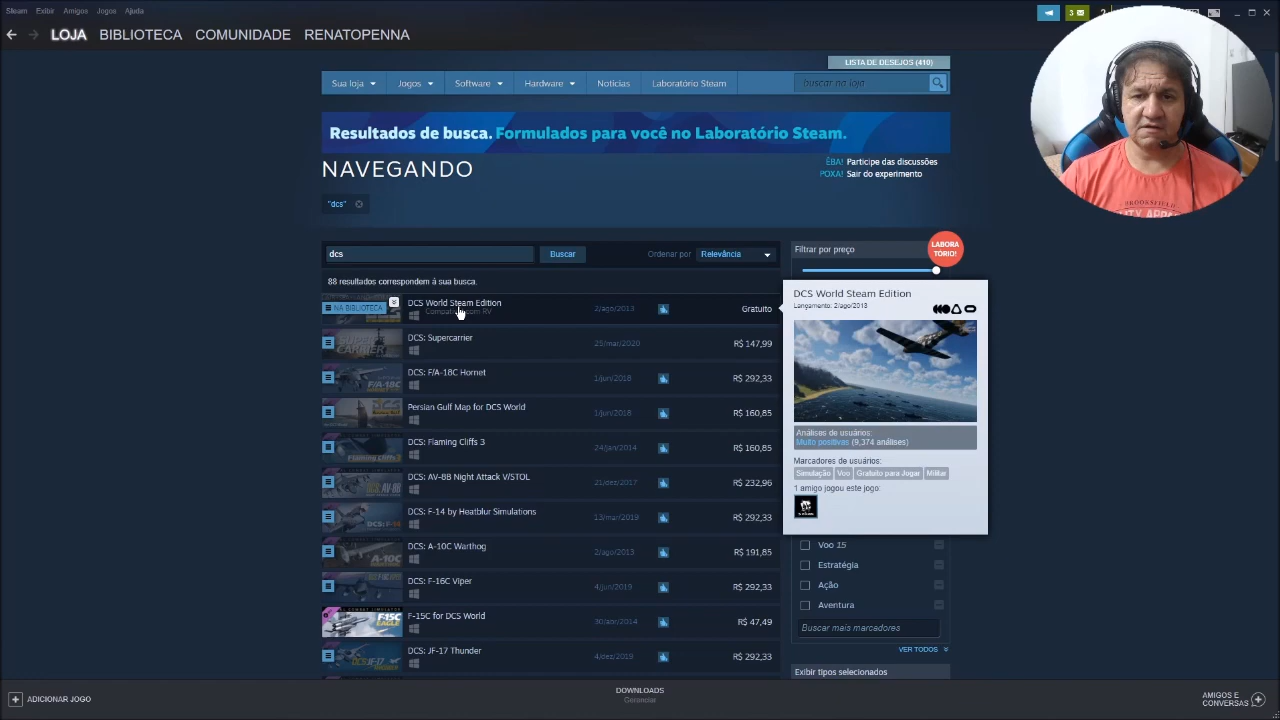 Steam Exibir Amigos Jogos Ajuda
3
LOJA BIBLIOTECA COMUNIDADE RENATOPENNA
LISTA DE DESEJOS (410)
Sua loja Jogos Software Hardware Notícias Laboratório Steam buscar na loja
Resultados de busca. Formulados para você no Laboratório Steam.
NAVEGANDO
ÊBA! Participe das discussões
POXA! Sair do experimento
"dcs"
dcs Buscar Ordenar por Relevância
88 resultados correspondem à sua busca.
NA BIBLIOTECA DCS World Steam Edition 2/ago/2013 Gratuito
DCS: Supercarrier 25/mai/2020 R$ 147,99
DCS: F/A-18C Hornet 1/jun/2018 R$ 292,33
Persian Gulf Map for DCS World 1/jun/2018 R$ 160,85
DCS: Flaming Cliffs 3 24/jan/2014 R$ 160,85
DCS: AV-8B Night Attack V/STOL 21/dez/2017 R$ 232,96
DCS: F-14 by Heatblur Simulations 13/mar/2019 R$ 292,33
DCS: A-10C Warthog 2/ago/2013 R$ 191,85
DCS: F-16C Viper 4/jun/2019 R$ 292,33
F-15C for DCS World 30/abr/2014 R$ 47,49
DCS: JF-17 Thunder 4/dez/2019 R$ 292,33
Filtrar por preço
LABORA
TÓRIO!
DCS World Steam Edition
Lançamento: 2/ago/2013
Análises de usuários:
Muito positivas (9,374 análises)
Marcadores de usuários:
Simulação Voo Gratuito para Jogar Militar
1 amigo jogou este jogo:
Voo 15
Estratégia
Ação
Aventura
Buscar mais marcadores
VER TODOS
Exibir tipos selecionados
BROOKSFIELD
ADICIONAR JOGO
DOWNLOADS
Gerenciar
AMIGOS E
CONVERSAS